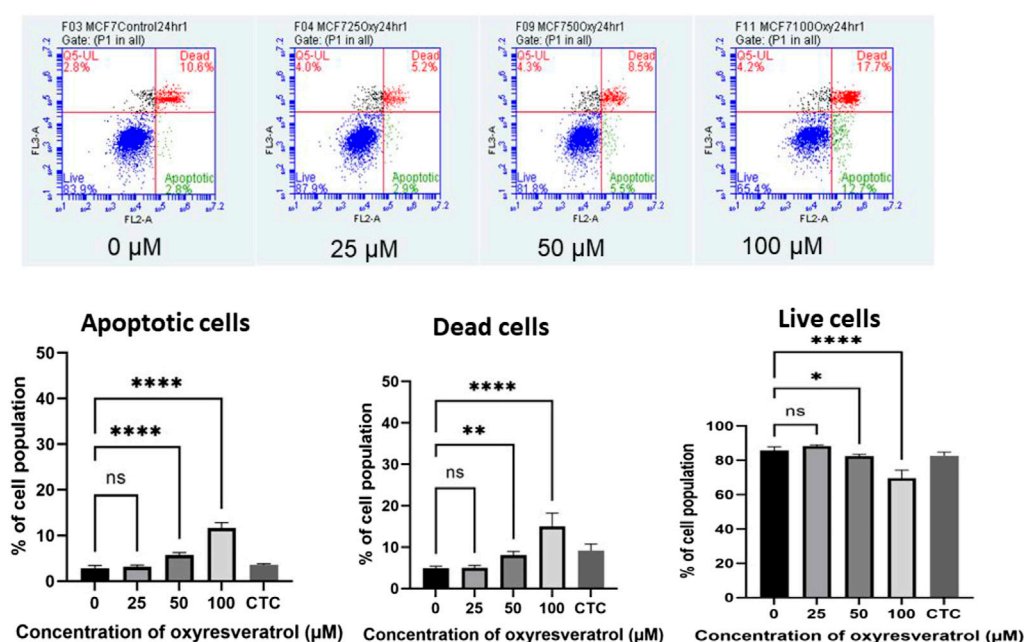 F03 MCF7Control24hr1
Gate: (P1 in all)
Q5-UL
2.8%
Dead
10.6%
Live
83.9%
Apoptotic
2.8%
FL3-A
FL2-A
0 µM
F04 MCF725Oxy24hr1
Gate: (P1 in all)
Q5-UL
4.0%
Dead
5.2%
Live
87.9%
Apoptotic
2.9%
FL3-A
FL2-A
25 µM
F09 MCF750Oxy24hr1
Gate: (P1 in all)
Q5-UL
4.3%
Dead
8.5%
Live
81.8%
Apoptotic
5.5%
FL3-A
FL2-A
50 µM
F11 MCF7100Oxy24hr1
Gate: (P1 in all)
Q5-UL
4.2%
Dead
17.7%
Live
65.4%
Apoptotic
12.7%
FL3-A
FL2-A
100 µM
Apoptotic cells
% of cell population
50
40
30
20
10
0
****
****
ns
0 25 50 100 CTC
Concentration of oxyresveratrol (µM)
Dead cells
% of cell population
50
40
30
20
10
0
****
**
ns
0 25 50 100 CTC
Concentration of oxyresveratrol (µM)
Live cells
% of cell population
100
80
60
40
20
0
****
*
ns
0 25 50 100 CTC
Concentration of oxyresveratrol (µM)